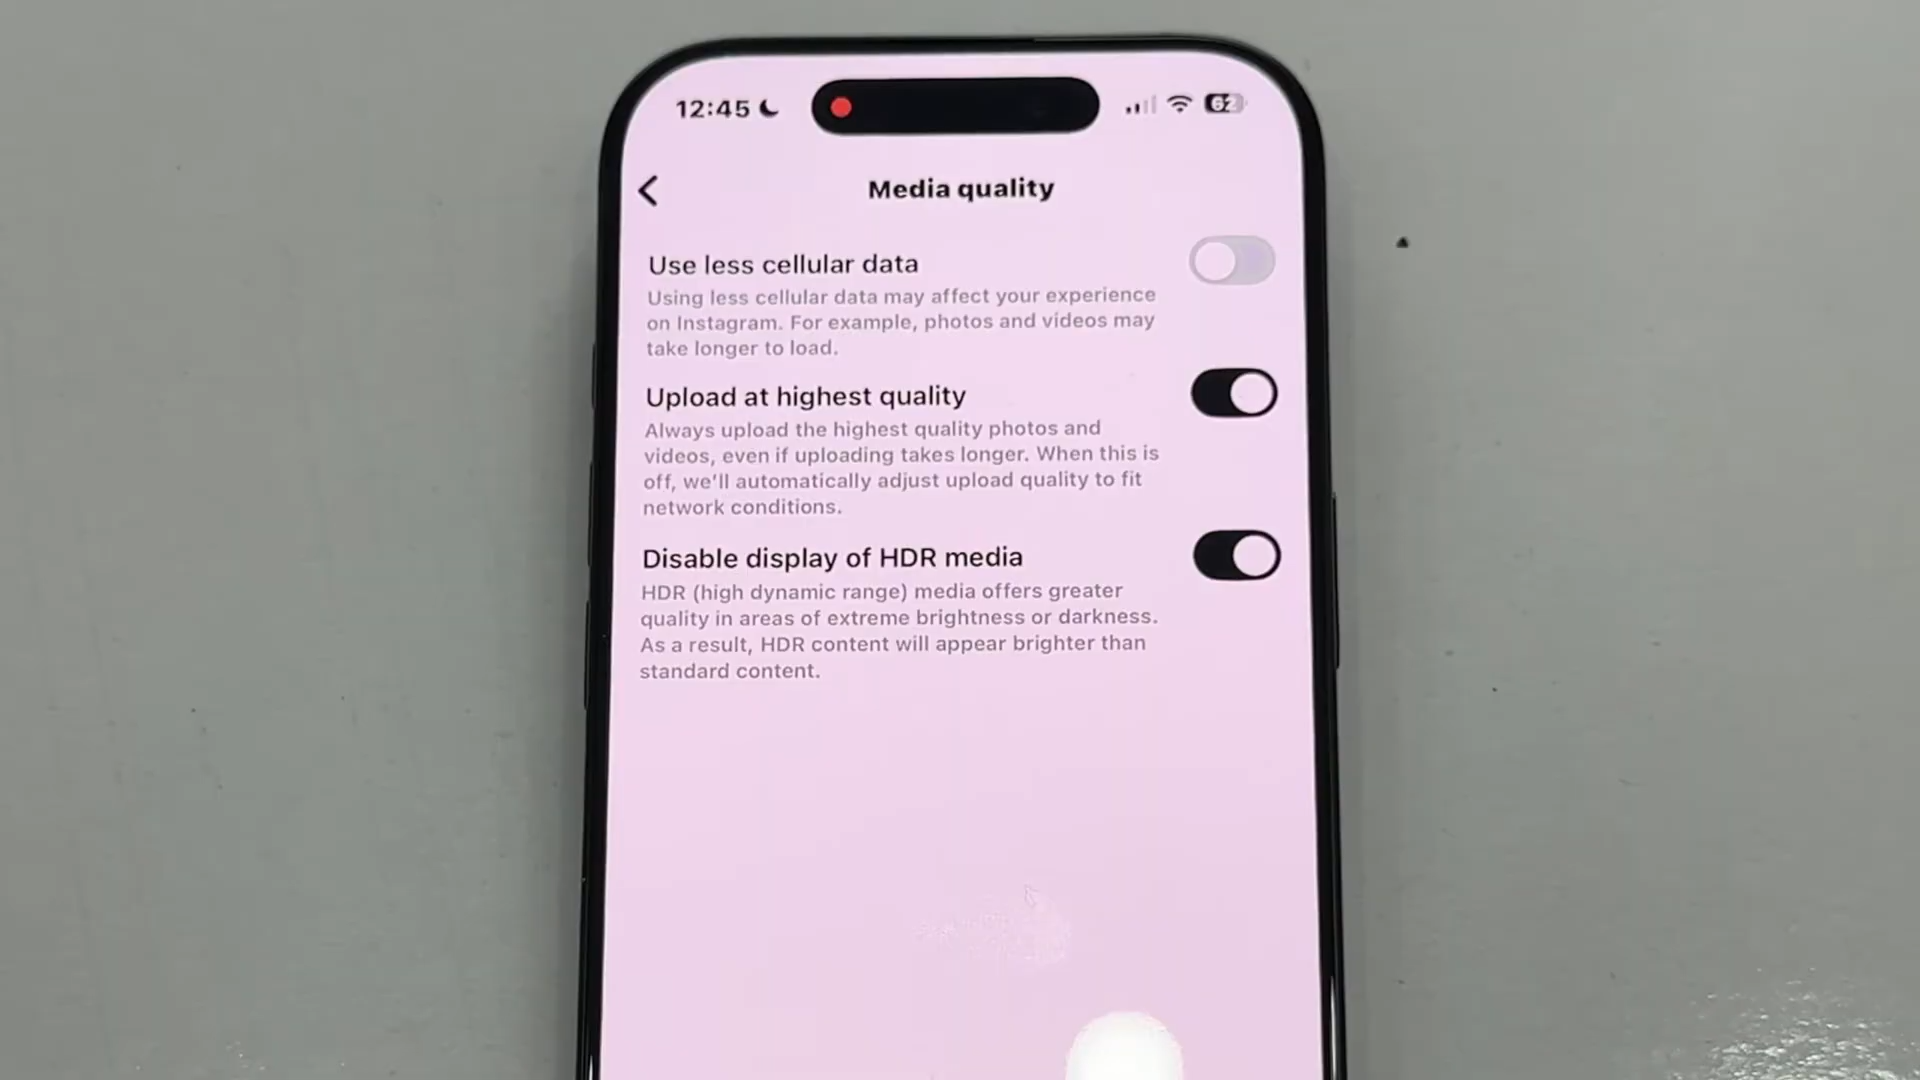 12:45
62
Media quality
Use less cellular data
Using less cellular data may affect your experience
on Instagram. For example, photos and videos may
take longer to load.
Upload at highest quality
Always upload the highest quality photos and
videos, even if uploading takes longer. When this is
off, we'll automatically adjust upload quality to fit
network conditions.
Disable display of HDR media
HDR (high dynamic range) media offers greater
quality in areas of extreme brightness or darkness.
As a result, HDR content will appear brighter than
standard content.